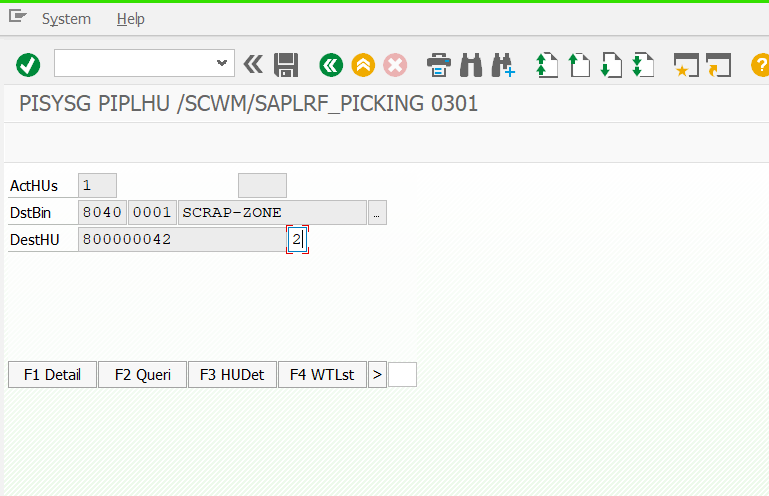 System Help
PISYSG PIPLHU /SCWM/SAPLRF_PICKING 0301
ActHUs 1
DstBin 8040 0001 SCRAP-ZONE …
DestHU 800000042 2
F1 Detail F2 Queri F3 HUDet F4 WTLst >